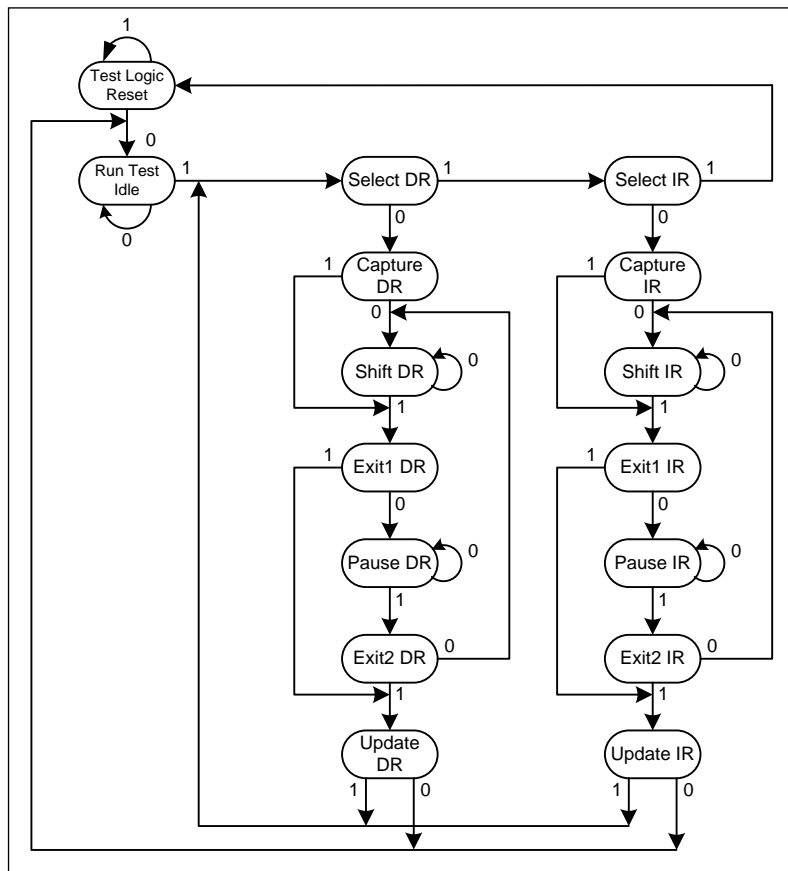 1
Test Logic
Reset
0
Run Test
Idle
1
0
Select DR
1
Select IR
1
0
0
1
Capture
DR
1
Capture
IR
0
0
Shift DR
0
Shift IR
0
1
1
1
Exit1 DR
1
Exit1 IR
0
0
Pause DR
0
Pause IR
0
1
1
Exit2 DR
0
Exit2 IR
0
1
1
Update
DR
Update IR
1
0
1
0